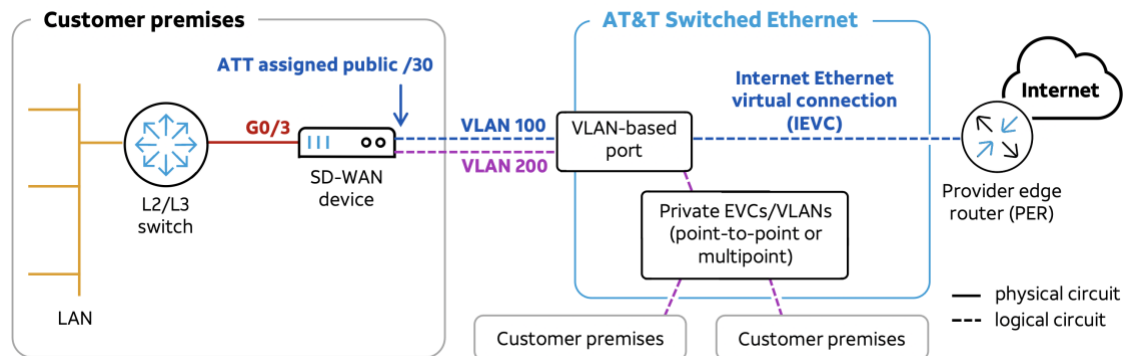 Customer premises
AT&T Switched Ethernet
ATT assigned public /30
Internet Ethernet
virtual connection
(IEVC)
Internet
G0/3
VLAN 100
VLAN 200
VLAN-based
port
SD-WAN
device
L2/L3
switch
Provider edge
router (PER)
Private EVCs/VLANs
(point-to-point or
multipoint)
LAN
physical circuit
logical circuit
Customer premises
Customer premises